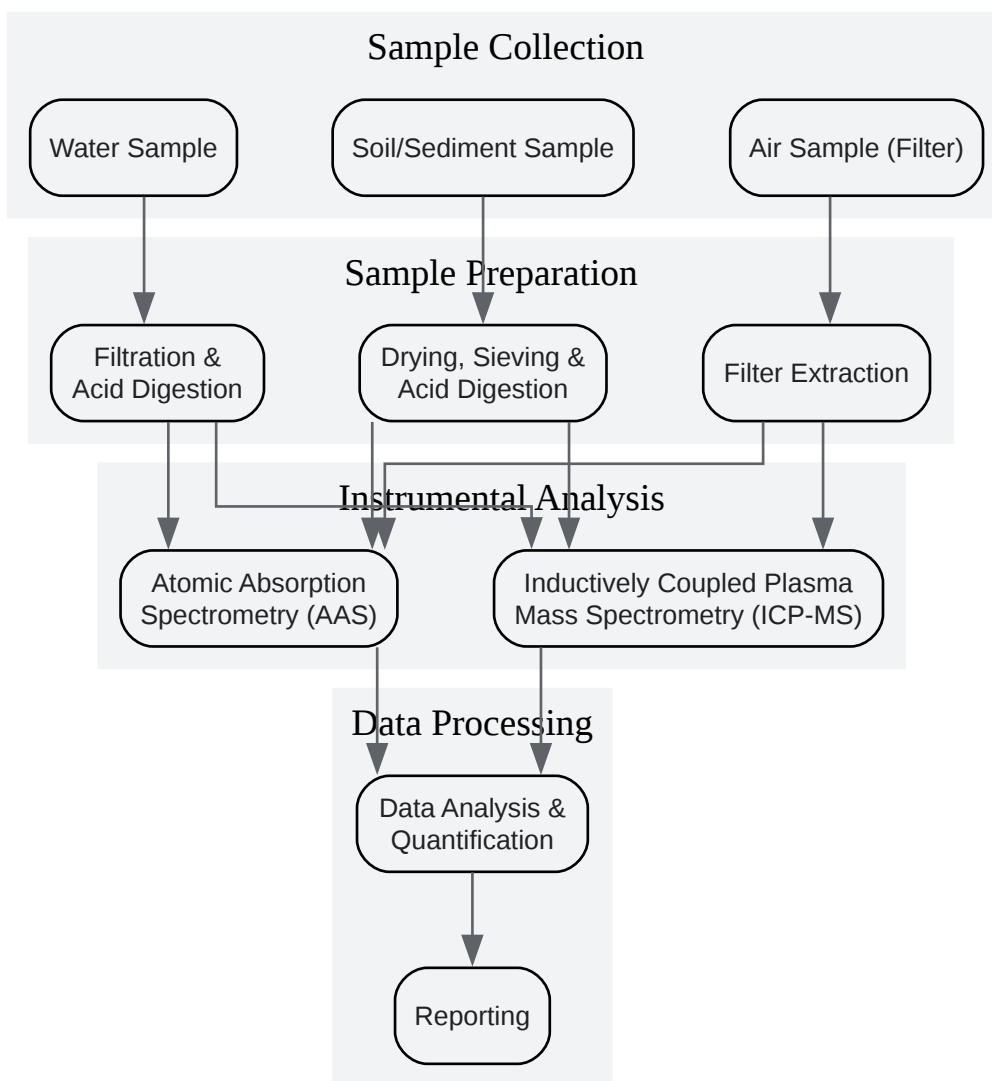 Sample Collection
Water Sample
Soil/Sediment Sample
Air Sample (Filter)
Sample Preparation
Filtration &
Acid Digestion
Drying, Sieving &
Acid Digestion
Filter Extraction
Instrumental Analysis
Atomic Absorption
Spectrometry (AAS)
Inductively Coupled Plasma
Mass Spectrometry (ICP-MS)
Data Processing
Data Analysis &
Quantification
Reporting